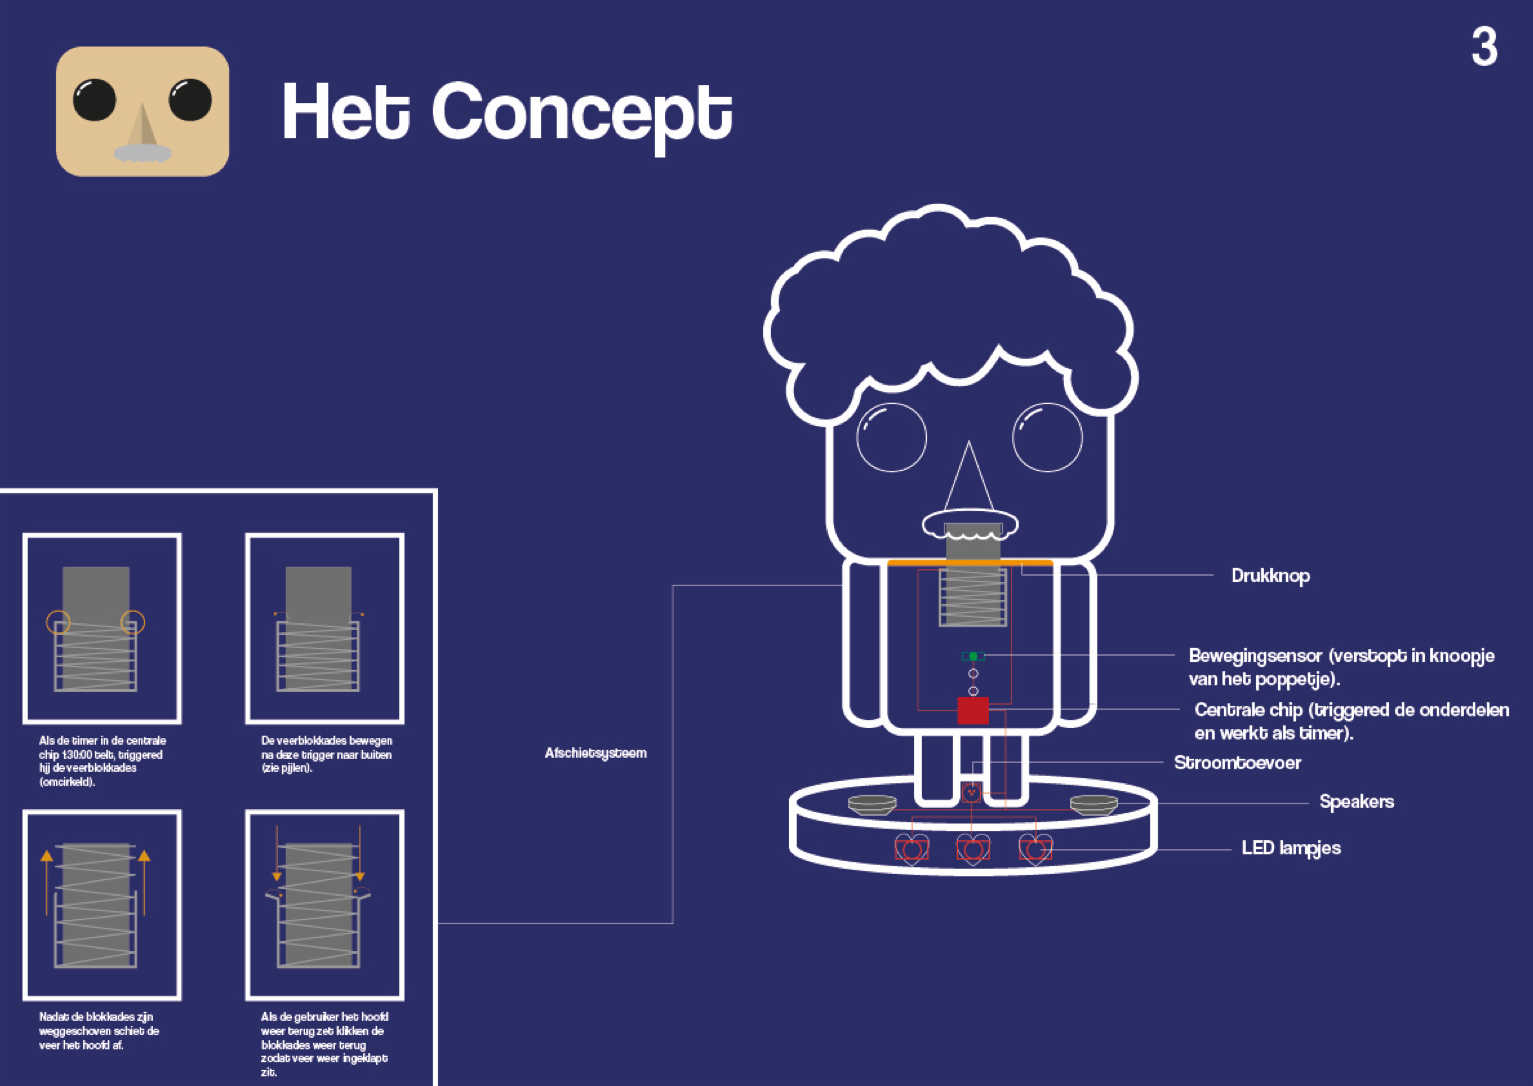 3
Het Concept
Drukknop
Bewegingsensor (verstopt in knoopje
van het poppetje).
Centrale chip (triggered de onderdelen
en werkt als timer).
Stroomtoevoer
Speakers
LED lampjes
Afschietsysteem
Als de timer in de centrale
chip 1:30:00 telt, triggered
hij de veerblokkades
(omcirkeld).
De veerblokkades bewegen
na deze trigger naar buiten
(zie pijlen).
Nadat de blokkades zijn
weggeschoven schiet de
veer het hoofd af.
Als de gebruiker het hoofd
weer terug zet klikken de
blokkades weer terug
zodat veer weer ingeklapt
zit.